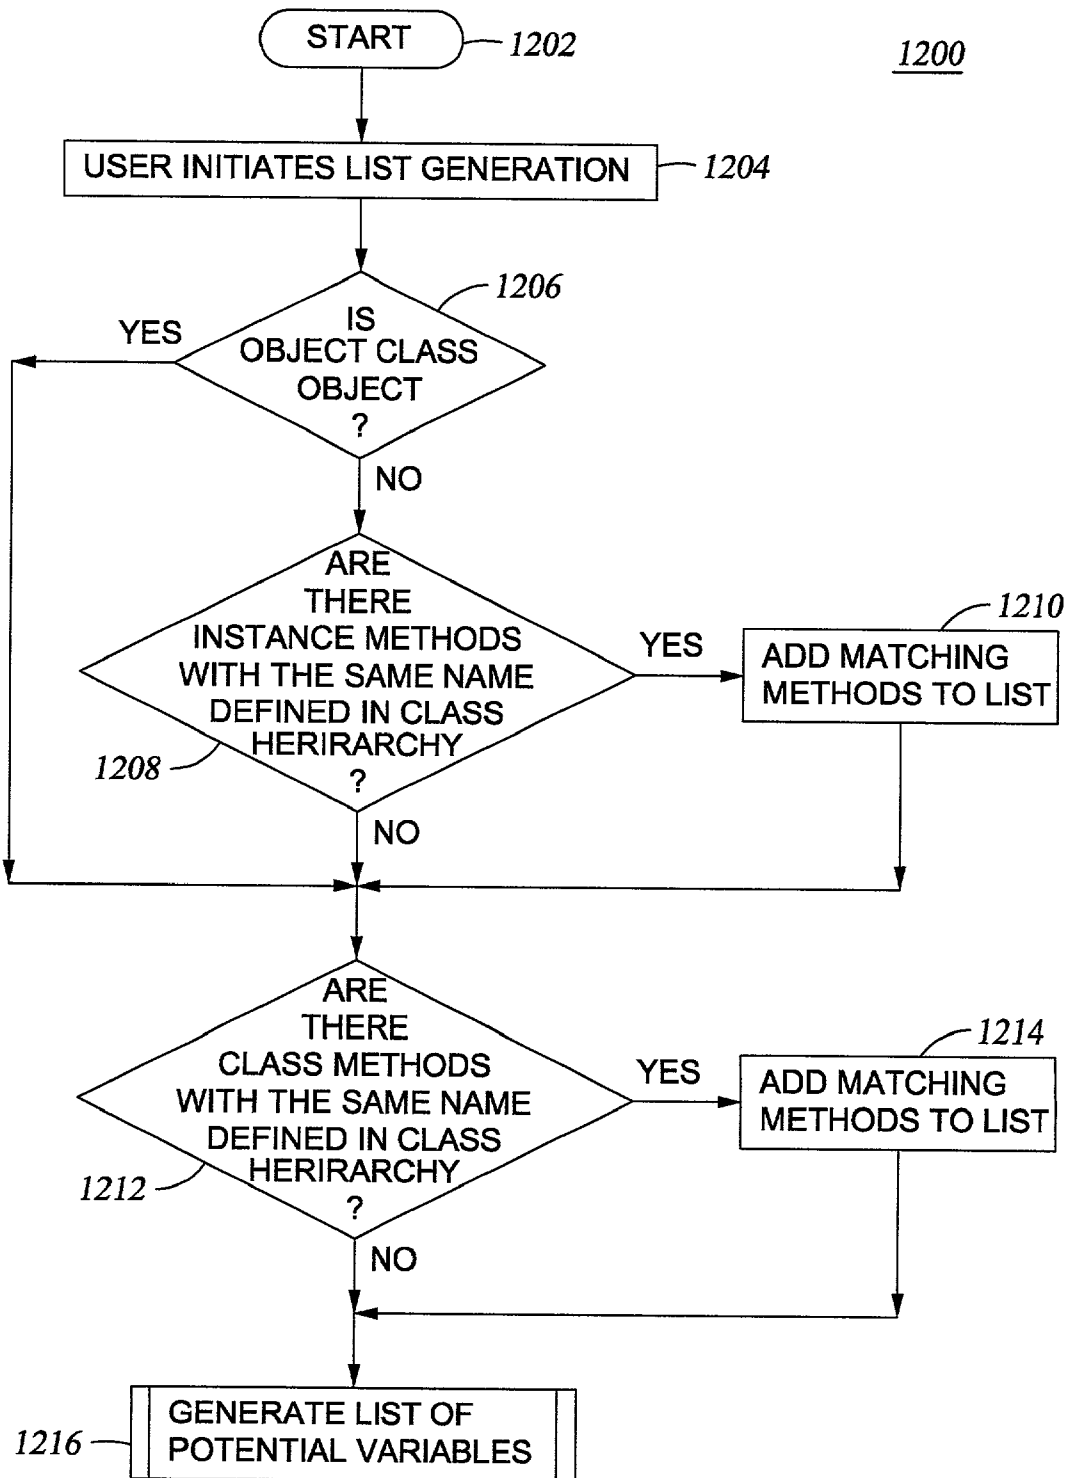 START
1202
1200
USER INITIATES LIST GENERATION
1204
1206
YES
IS
OBJECT CLASS
OBJECT
?
NO
ARE
THERE
INSTANCE METHODS
WITH THE SAME NAME
DEFINED IN CLASS
HERIRARCHY
?
1208
YES
1210
ADD MATCHING
METHODS TO LIST
NO
ARE
THERE
CLASS METHODS
WITH THE SAME NAME
DEFINED IN CLASS
HERIRARCHY
?
1212
YES
1214
ADD MATCHING
METHODS TO LIST
NO
GENERATE LIST OF
POTENTIAL VARIABLES
1216